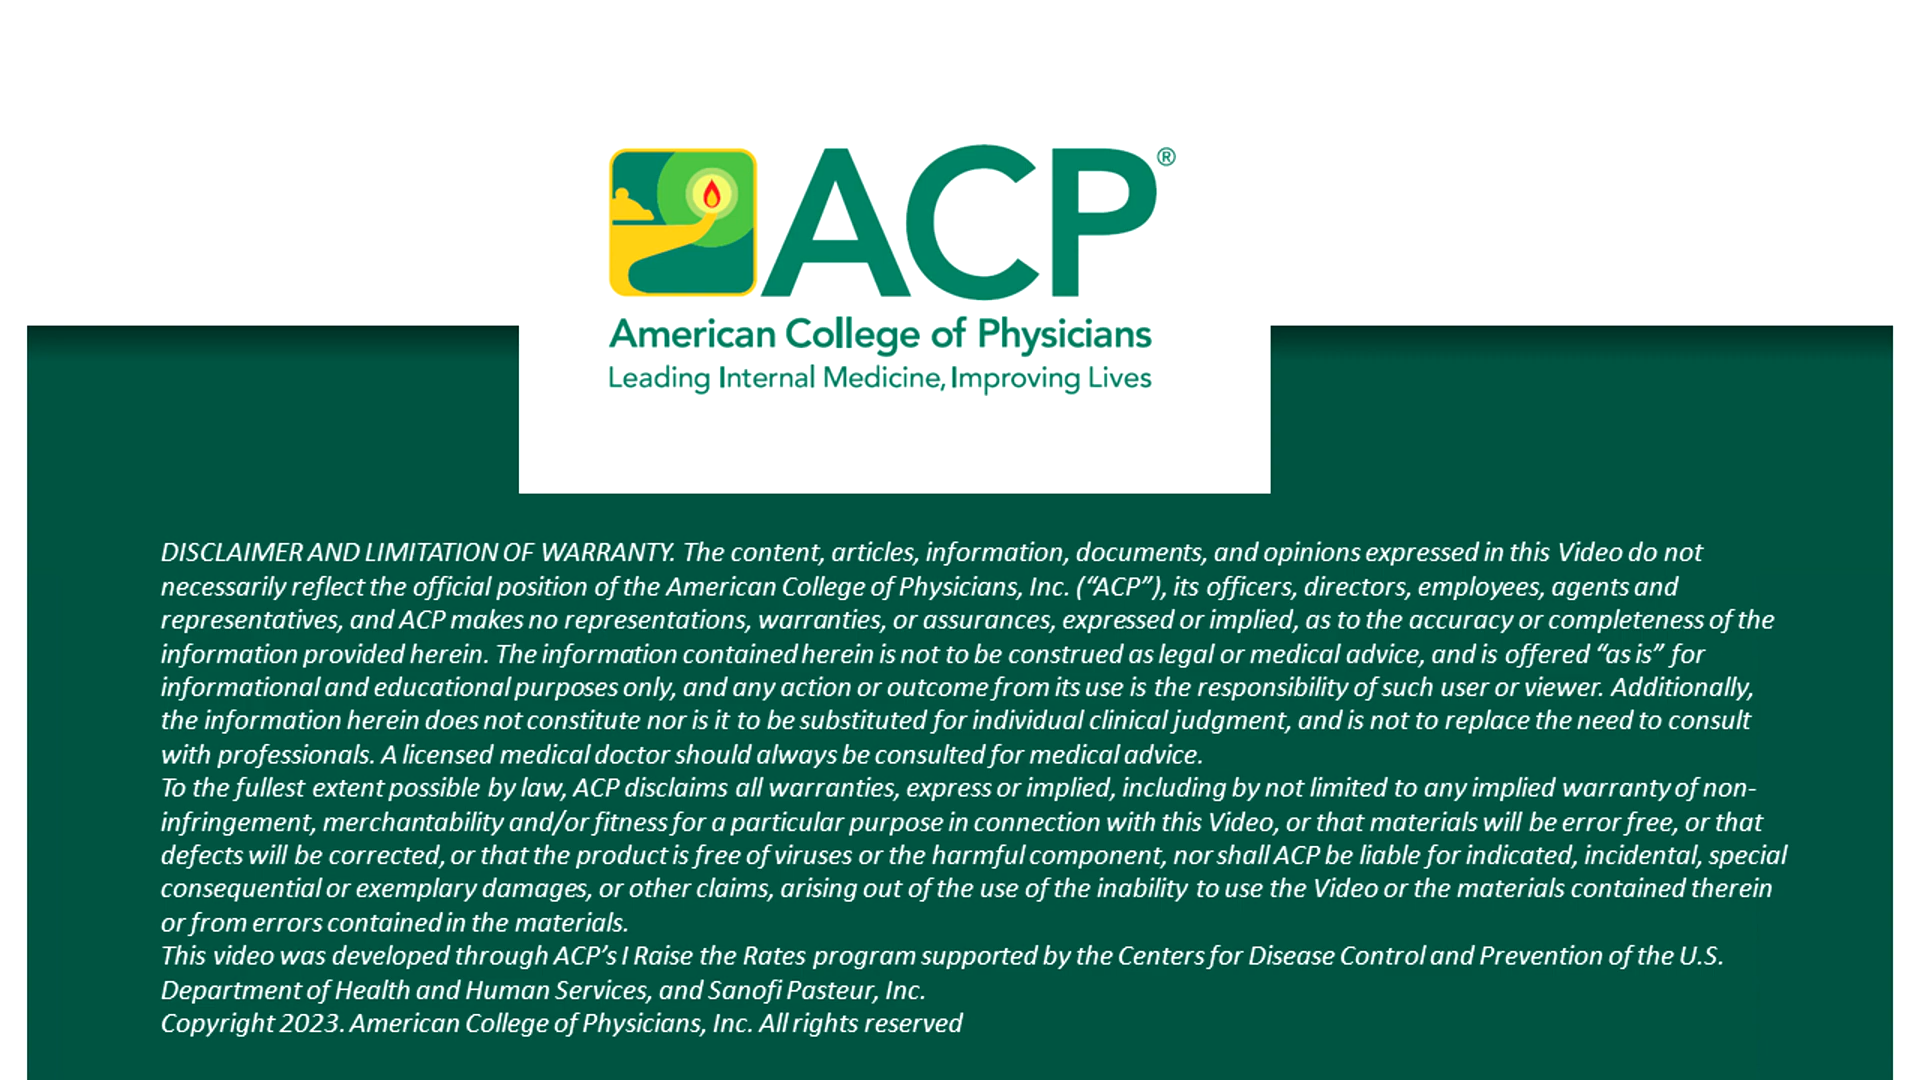 ACP®
American College of Physicians
Leading Internal Medicine, Improving Lives
DISCLAIMER AND LIMITATION OF WARRANTY. The content, articles, information, documents, and opinions expressed in this Video do not
necessarily reflect the official position of the American College of Physicians, Inc. (“ACP”), its officers, directors, employees, agents and
representatives, and ACP makes no representations, warranties, or assurances, expressed or implied, as to the accuracy or completeness of the
information provided herein. The information contained herein is not to be construed as legal or medical advice, and is offered “as is” for
informational and educational purposes only, and any action or outcome from its use is the responsibility of such user or viewer. Additionally,
the information herein does not constitute nor is it to be substituted for individual clinical judgment, and is not to replace the need to consult
with professionals. A licensed medical doctor should always be consulted for medical advice.
To the fullest extent possible by law, ACP disclaims all warranties, express or implied, including by not limited to any implied warranty of non-
infringement, merchantability and/or fitness for a particular purpose in connection with this Video, or that materials will be error free, or that
defects will be corrected, or that the product is free of viruses or the harmful component, nor shall ACP be liable for indicated, incidental, special
consequential or exemplary damages, or other claims, arising out of the use of the inability to use the Video or the materials contained therein
or from errors contained in the materials.
This video was developed through ACP’s I Raise the Rates program supported by the Centers for Disease Control and Prevention of the U.S.
Department of Health and Human Services, and Sanofi Pasteur, Inc.
Copyright 2023. American College of Physicians, Inc. All rights reserved